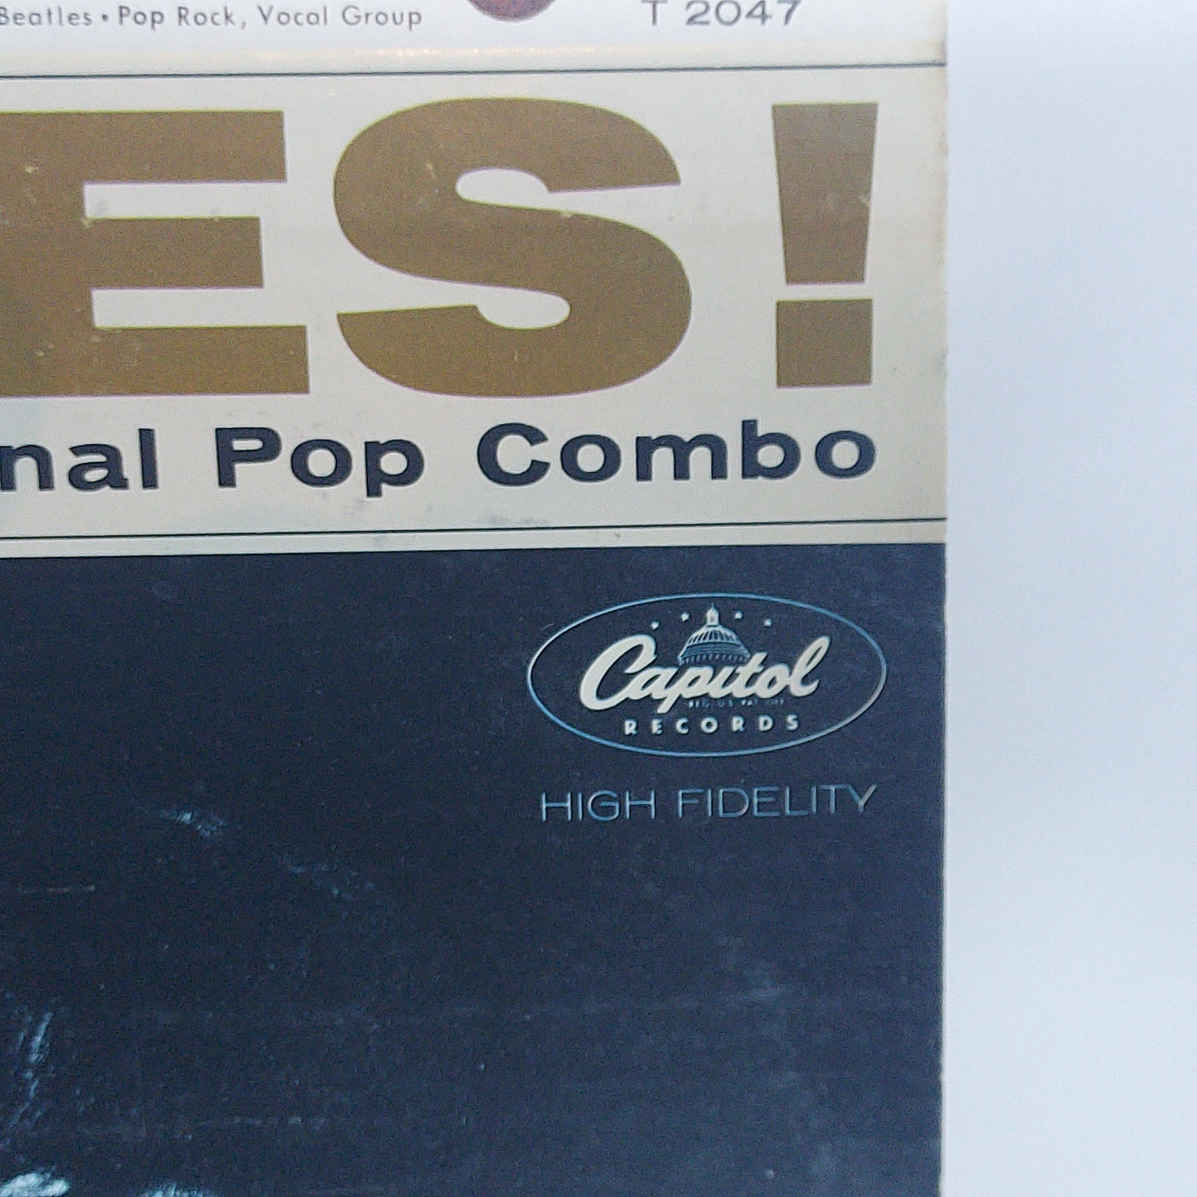 Beatles • Pop Rock, Vocal Group
T 2047
ES!
nal Pop Combo
Capitol
RECORDS
HIGH FIDELITY